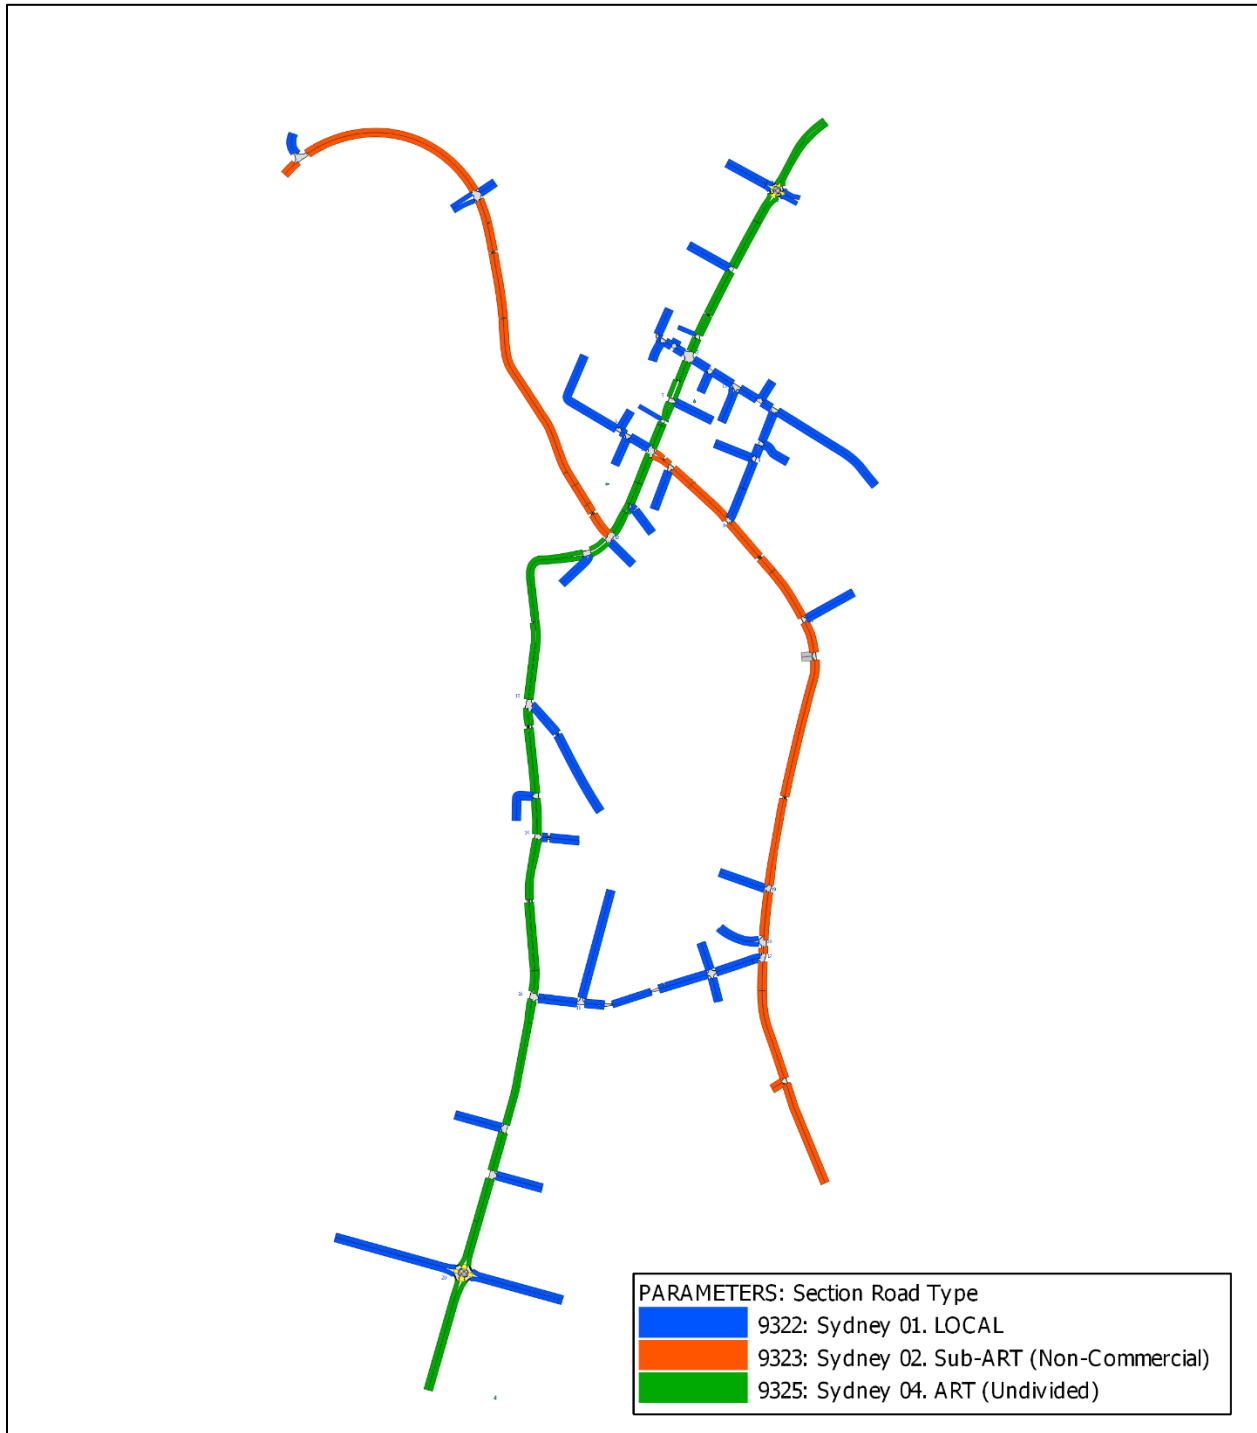 PARAMETERS: Section Road Type
9322: Sydney 01. LOCAL
9323: Sydney 02. Sub-ART (Non-Commercial)
9325: Sydney 04. ART (Undivided)